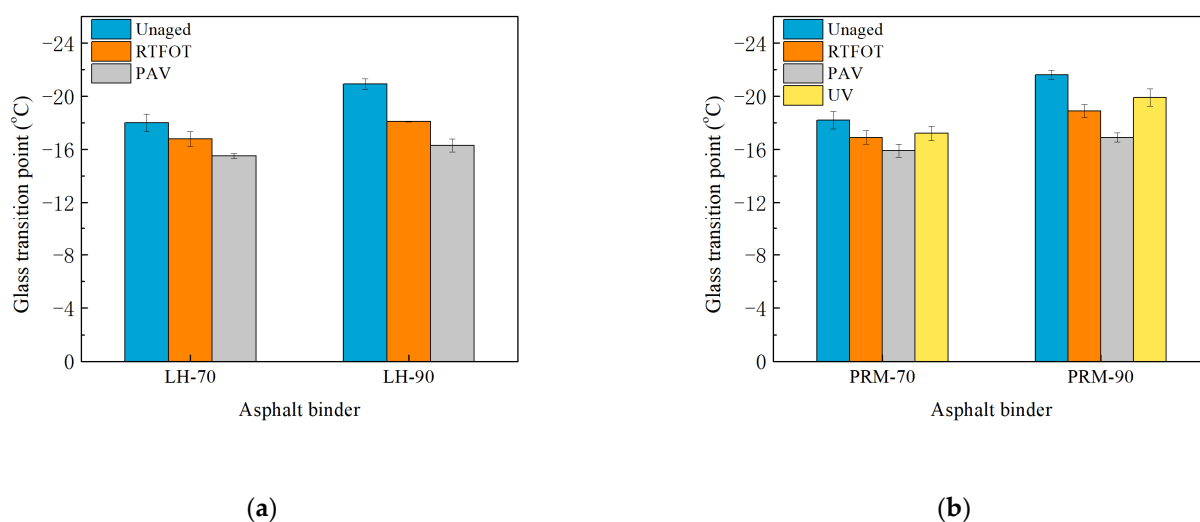 Unaged
RTFOT
PAV
−24
−20
−16
−12
−8
−4
0
Glass transition point (°C)
LH-70 LH-90
Asphalt binder
(a)
Unaged
RTFOT
PAV
UV
−24
−20
−16
−12
−8
−4
0
Glass transition point (°C)
PRM-70 PRM-90
Asphalt binder
(b)